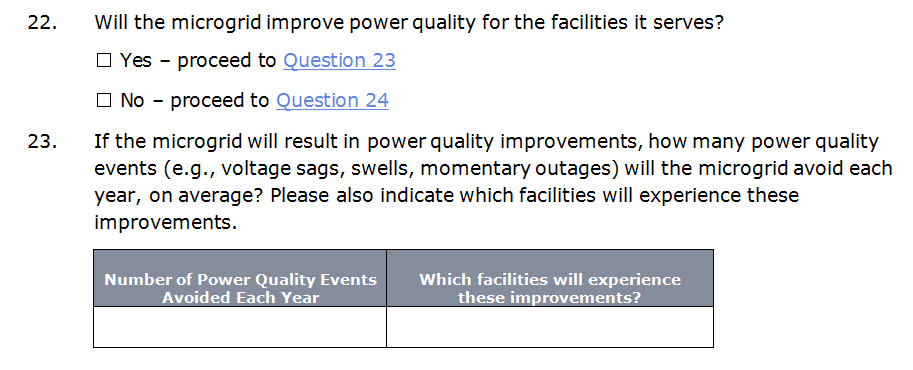 22. Will the microgrid improve power quality for the facilities it serves?
☐ Yes – proceed to Question 23
☐ No – proceed to Question 24
23. If the microgrid will result in power quality improvements, how many power quality
events (e.g., voltage sags, swells, momentary outages) will the microgrid avoid each
year, on average? Please also indicate which facilities will experience these
improvements.
Number of Power Quality Events
Avoided Each Year
Which facilities will experience
these improvements?